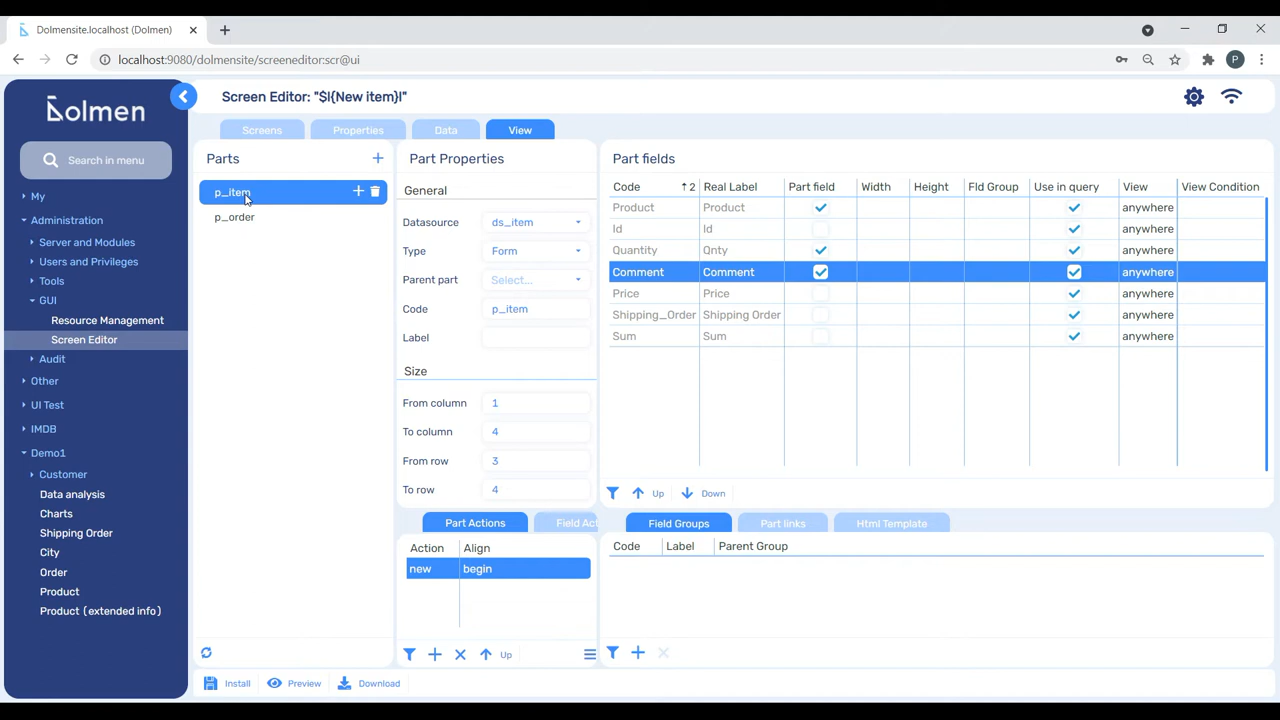 Dolmensite.localhost (Dolmen)
localhost:9080/dolmensite/screeneditor:scr@ui
P
Dolmen
Search in menu
My
Administration
Server and Modules
Users and Privileges
Tools
GUI
Resource Management
Screen Editor
Audit
Other
UI Test
IMDB
Demo1
Customer
Data analysis
Charts
Shipping Order
City
Order
Product
Product (extended info)
Screen Editor: "$l{New item}l"
Screens Properties Data View
Parts
p_item
p_order
Part Properties
General
Datasource ds_item
Type Form
Parent part Select...
Code p_item
Label
Size
From column 1
To column 4
From row 3
To row 4
Part fields
Code 2 Real Label Part field Width Height Fld Group Use in query View View Condition
Product Product anywhere
Id Id anywhere
Quantity Qnty anywhere
Comment Comment anywhere
Price Price anywhere
Shipping_Order Shipping Order anywhere
Sum Sum anywhere
Up Down
Part Actions Field Act
Action Align
new begin
Up
Field Groups Part links Html Template
Code Label Parent Group
Install Preview Download